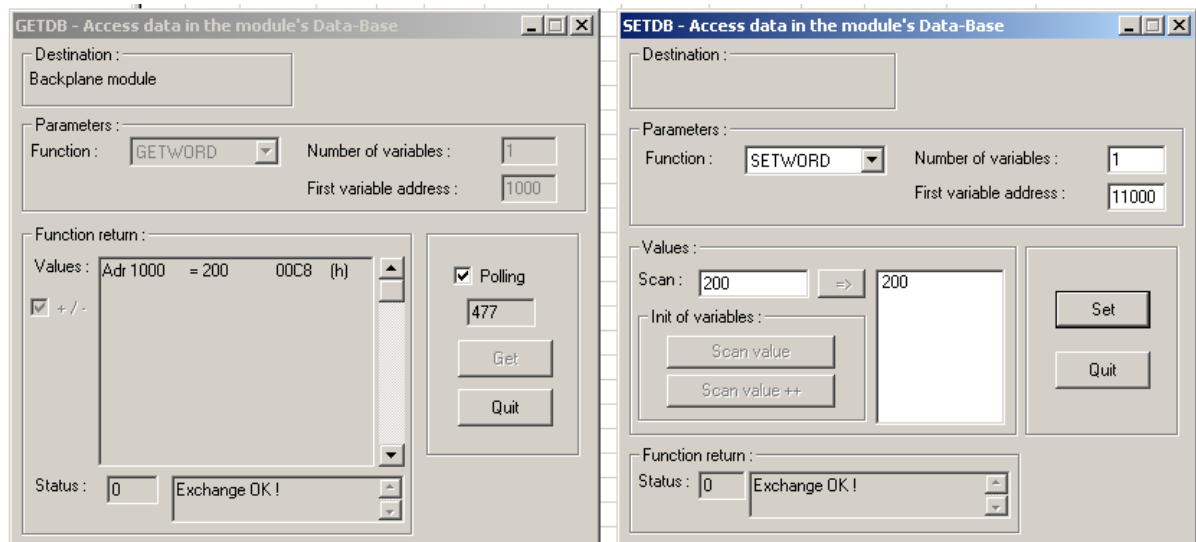 GETDB - Access data in the module's Data-Base
Destination :
Backplane module
Parameters :
Function : GETWORD Number of variables : 1
First variable address : 1000
Function return :
Values : Adr 1000 = 200 00C8 (h)
+ / -
Polling
477
Get
Quit
Status : 0 Exchange OK !
SETDB - Access data in the module's Data-Base
Destination :
Parameters :
Function : SETWORD Number of variables : 1
First variable address : 11000
Values :
Scan : 200 => 200
Init of variables :
Scan value
Scan value ++
Set
Quit
Function return :
Status : 0 Exchange OK !